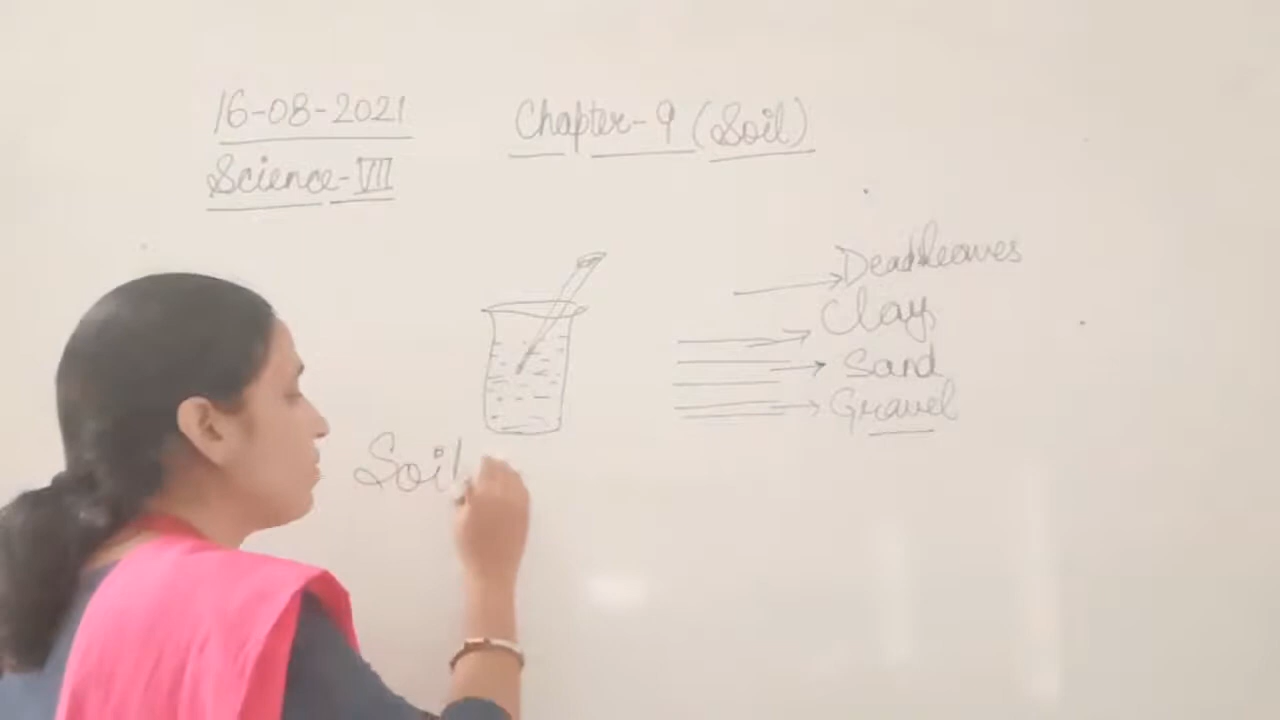 16-08-2021
Science-VII
Chapter-9 (Soil)
Dead leaves
Clay
Sand
Gravel
Soil